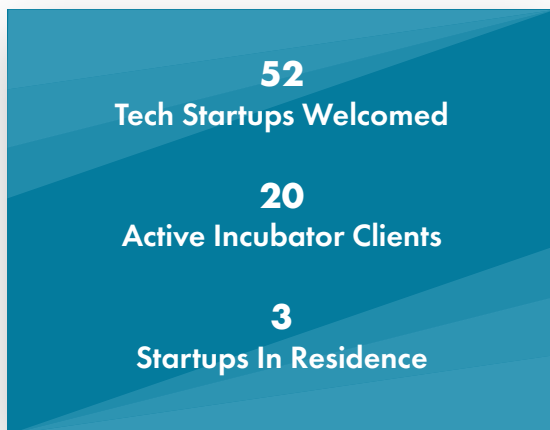 52
Tech Startups Welcomed
20
Active Incubator Clients
3
Startups In Residence